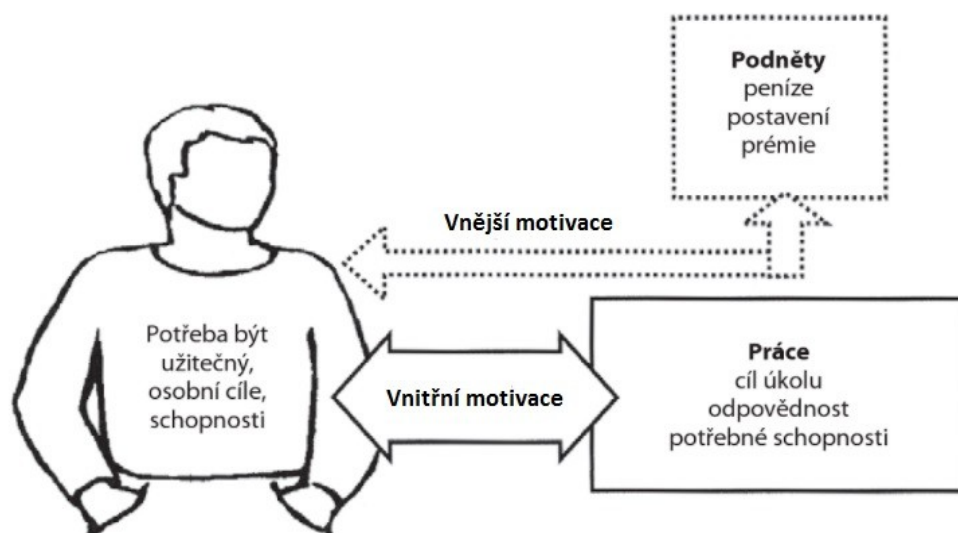 Podněty
peníze
postavení
prémie
Vnější motivace
Potřeba být
užitečný,
osobní cíle,
schopnosti
Vnitřní motivace
Práce
cíl úkolu
odpovědnost
potřebné schopnosti